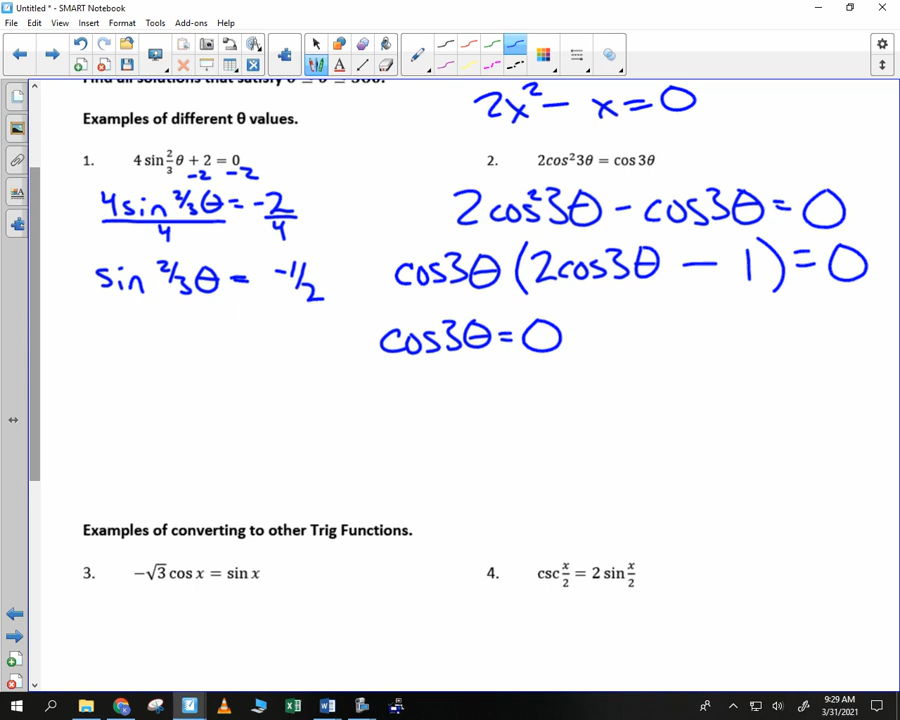 Untitled * - SMART Notebook
File Edit View Insert Format Tools Add-ons Help
Examples of different θ values.
2x² - x = 0
1. 4 sin 2/3 θ + 2 = 0
-2 -2
4sin 2/3θ = -2
4 4
sin 2/3θ = -1/2
2. 2cos²3θ = cos 3θ
2cos²3θ - cos3θ = 0
cos3θ (2cos3θ - 1) = 0
cos3θ = 0
Examples of converting to other Trig Functions.
3. −√3 cos x = sin x
4. csc x/2 = 2 sin x/2
9:29 AM
3/31/2021